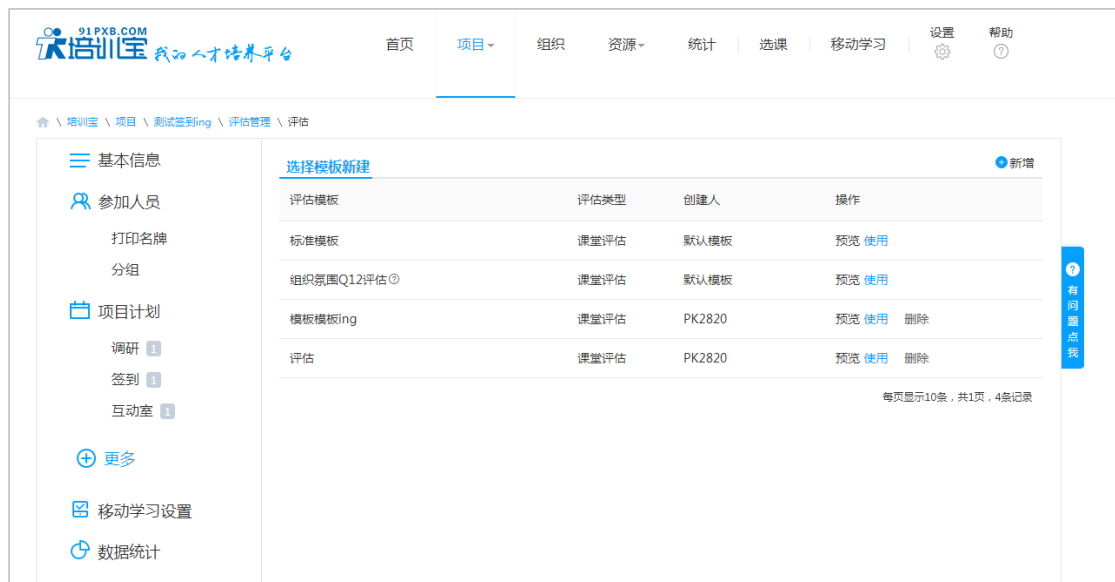 91PXB.COM
培训宝 我的人才培养平台
首页 项目 组织 资源 统计 选课 移动学习 设置 帮助
\ 培训宝 \ 项目 \ 测试签到ing \ 评估管理 \ 评估
基本信息
参加人员
打印名牌
分组
项目计划
调研 1
签到 1
互动室 1
更多
移动学习设置
数据统计
选择模板新建 新增
评估模板 评估类型 创建人 操作
标准模板 课堂评估 默认模板 预览 使用
组织氛围Q12评估? 课堂评估 默认模板 预览 使用
模板模板ing 课堂评估 PK2820 预览 使用 删除
评估 课堂评估 PK2820 预览 使用 删除
每页显示10条，共1页，4条记录
?
有问题点我